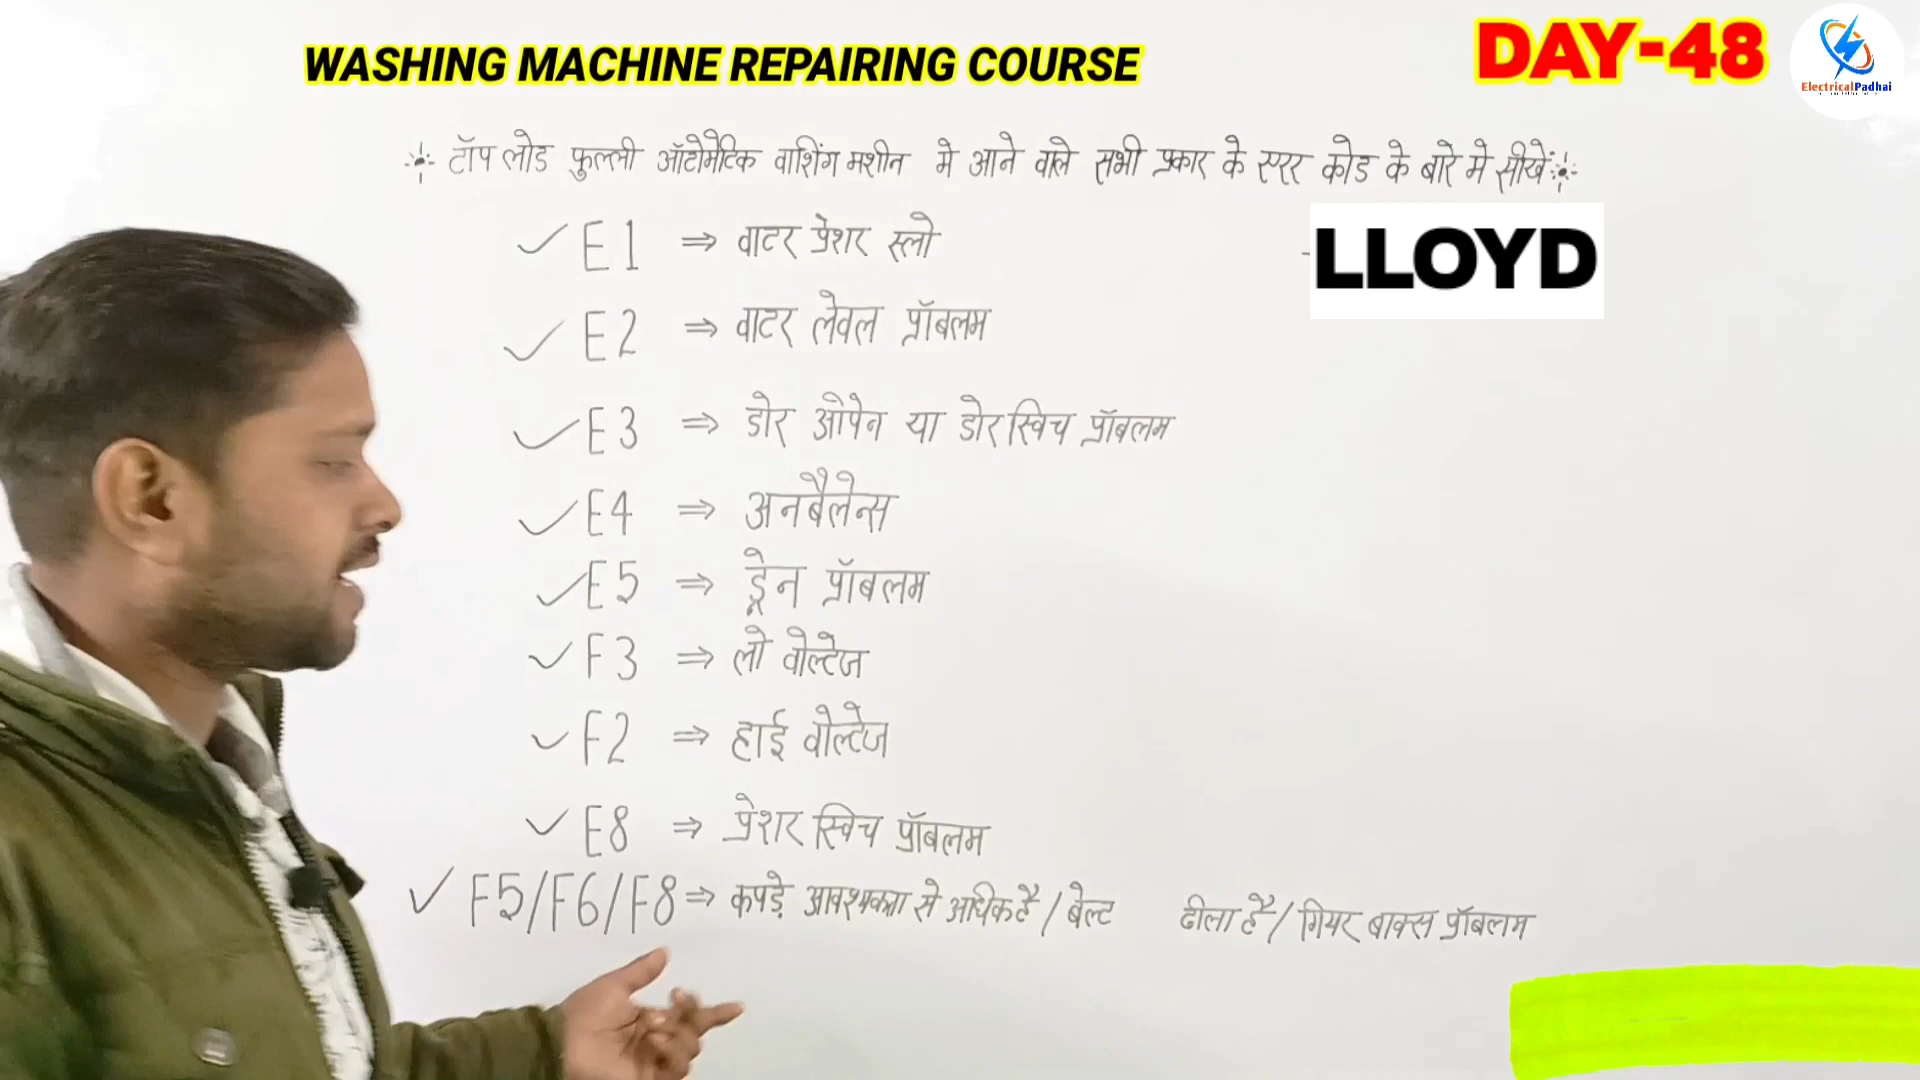 WASHING MACHINE REPAIRING COURSE
DAY-48
ElectricalPadhai
टॉप लोड फुल्ली ऑटोमैटिक वाशिंग मशीन मे आने वाले सभी प्रकार के एरर कोड के बारे मे सीखें
LLOYD
E1 ⇒ वाटर प्रेशर स्लो
E2 ⇒ वाटर लेवल प्रॉबलम
E3 ⇒ डोर ओपेन या डोर स्विच प्रॉबलम
E4 ⇒ अनबैलेन्स
E5 ⇒ ड्रेन प्रॉबलम
F3 ⇒ लो वोल्टेज
F2 ⇒ हाई वोल्टेज
E8 ⇒ प्रेशर स्विच प्रॉबलम
F5/F6/F8 ⇒ कपड़े आवश्यकता से अधिक है / बेल्ट ढीला है / गियर बाक्स प्रॉबलम